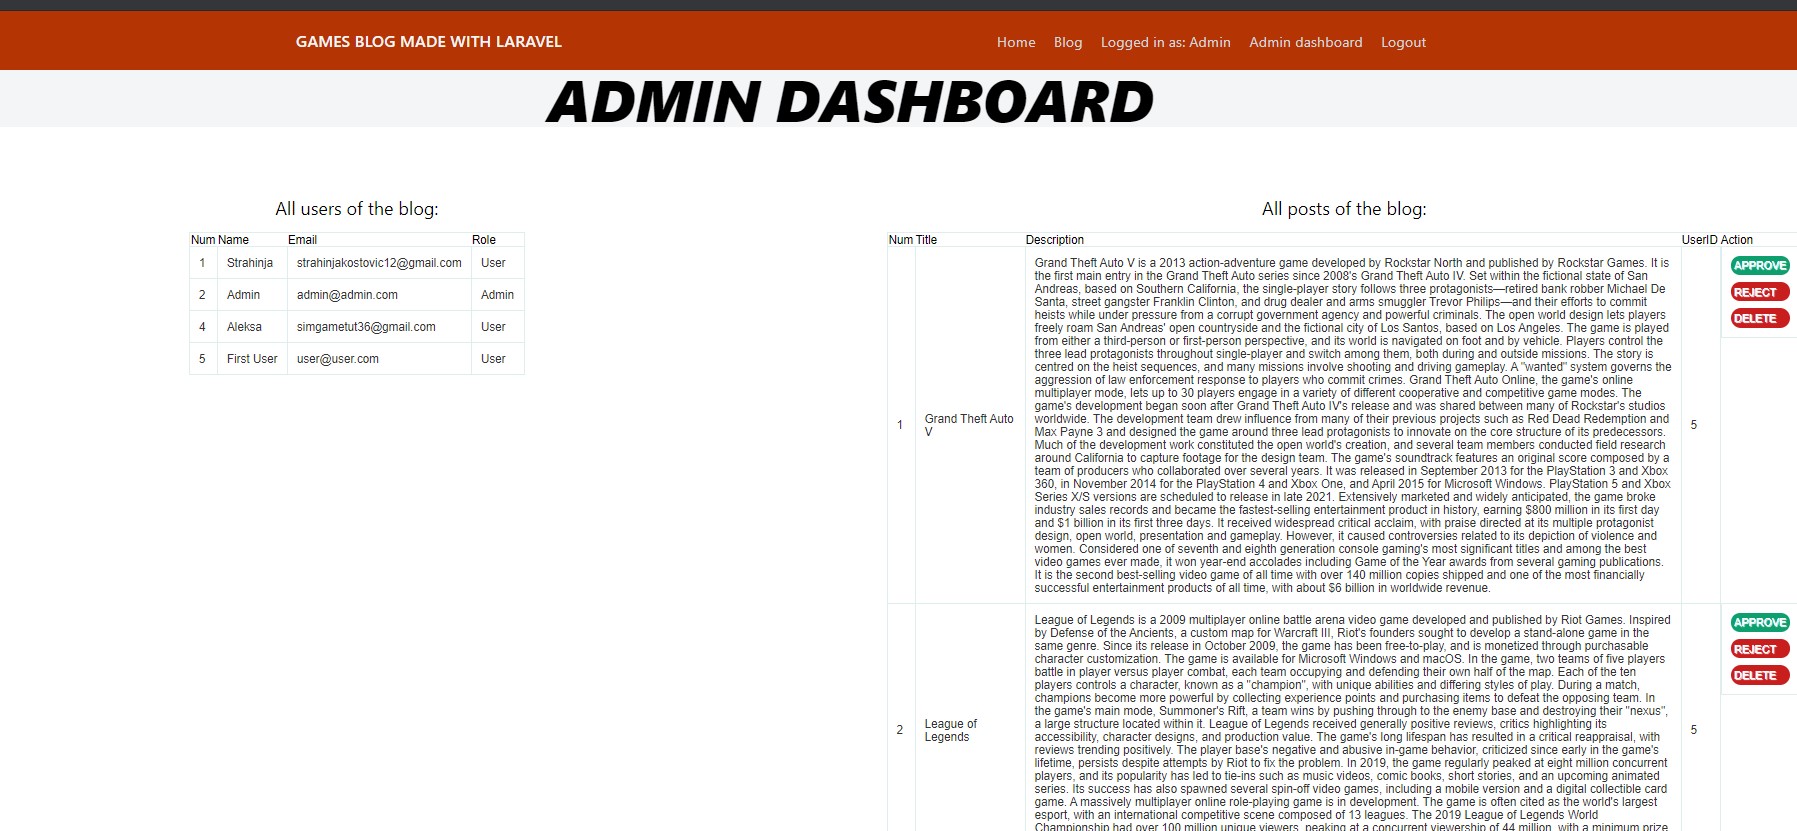 GAMES BLOG MADE WITH LARAVEL
Home Blog Logged in as: Admin Admin dashboard Logout
ADMIN DASHBOARD
All users of the blog:
Num Name Email Role
1 Strahinja strahinjakostovic12@gmail.com User
2 Admin admin@admin.com Admin
4 Aleksa simgametut36@gmail.com User
5 First User user@user.com User
All posts of the blog:
Num Title Description UserID Action
1
Grand Theft Auto
V
Grand Theft Auto V is a 2013 action-adventure game developed by Rockstar North and published by Rockstar Games. It is
the first main entry in the Grand Theft Auto series since 2008's Grand Theft Auto IV. Set within the fictional state of San
Andreas, based on Southern California, the single-player story follows three protagonists—retired bank robber Michael De
Santa, street gangster Franklin Clinton, and drug dealer and arms smuggler Trevor Philips—and their efforts to commit
heists while under pressure from a corrupt government agency and powerful criminals. The open world design lets players
freely roam San Andreas' open countryside and the fictional city of Los Santos, based on Los Angeles. The game is played
from either a third-person or first-person perspective, and its world is navigated on foot and by vehicle. Players control the
three lead protagonists throughout single-player and switch among them, both during and outside missions. The story is
centred on the heist sequences, and many missions involve shooting and driving gameplay. A "wanted" system governs the
aggression of law enforcement response to players who commit crimes. Grand Theft Auto Online, the game's online
multiplayer mode, lets up to 30 players engage in a variety of different cooperative and competitive game modes. The
game's development began soon after Grand Theft Auto IV's release and was shared between many of Rockstar's studios
worldwide. The development team drew influence from many of their previous projects such as Red Dead Redemption and
Max Payne 3 and designed the game around three lead protagonists to innovate on the core structure of its predecessors.
Much of the development work constituted the open world's creation, and several team members conducted field research
around California to capture footage for the design team. The game's soundtrack features an original score composed by a
team of producers who collaborated over several years. It was released in September 2013 for the PlayStation 3 and Xbox
360, in November 2014 for the PlayStation 4 and Xbox One, and April 2015 for Microsoft Windows. PlayStation 5 and Xbox
Series X/S versions are scheduled to release in late 2021. Extensively marketed and widely anticipated, the game broke
industry sales records and became the fastest-selling entertainment product in history, earning $800 million in its first day
and $1 billion in its first three days. It received widespread critical acclaim, with praise directed at its multiple protagonist
design, open world, presentation and gameplay. However, it caused controversies related to its depiction of violence and
women. Considered one of seventh and eighth generation console gaming's most significant titles and among the best
video games ever made, it won year-end accolades including Game of the Year awards from several gaming publications.
It is the second best-selling video game of all time with over 140 million copies shipped and one of the most financially
successful entertainment products of all time, with about $6 billion in worldwide revenue.
5
APPROVE
REJECT
DELETE
2
League of
Legends
League of Legends is a 2009 multiplayer online battle arena video game developed and published by Riot Games. Inspired
by Defense of the Ancients, a custom map for Warcraft III, Riot's founders sought to develop a stand-alone game in the
same genre. Since its release in October 2009, the game has been free-to-play, and is monetized through purchasable
character customization. The game is available for Microsoft Windows and macOS. In the game, two teams of five players
battle in player versus player combat, each team occupying and defending their own half of the map. Each of the ten
players controls a character, known as a "champion", with unique abilities and differing styles of play. During a match,
champions become more powerful by collecting experience points and purchasing items to defeat the opposing team. In
the game's main mode, Summoner's Rift, a team wins by pushing through to the enemy base and destroying their "nexus",
a large structure located within it. League of Legends received generally positive reviews, critics highlighting its
accessibility, character designs, and production value. The game's long lifespan has resulted in a critical reappraisal, with
reviews trending positively. The player base's negative and abusive in-game behavior, criticized since early in the game's
lifetime, persists despite attempts by Riot to fix the problem. In 2019, the game regularly peaked at eight million concurrent
players, and its popularity has led to tie-ins such as music videos, comic books, short stories, and an upcoming animated
series. Its success has also spawned several spin-off video games, including a mobile version and a digital collectible card
game. A massively multiplayer online role-playing game is in development. The game is often cited as the world's largest
esport, with an international competitive scene composed of 13 leagues. The 2019 League of Legends World
Championship had over 100 million unique viewers, peaking at a concurrent viewership of 44 million, with a minimum prize
5
APPROVE
REJECT
DELETE